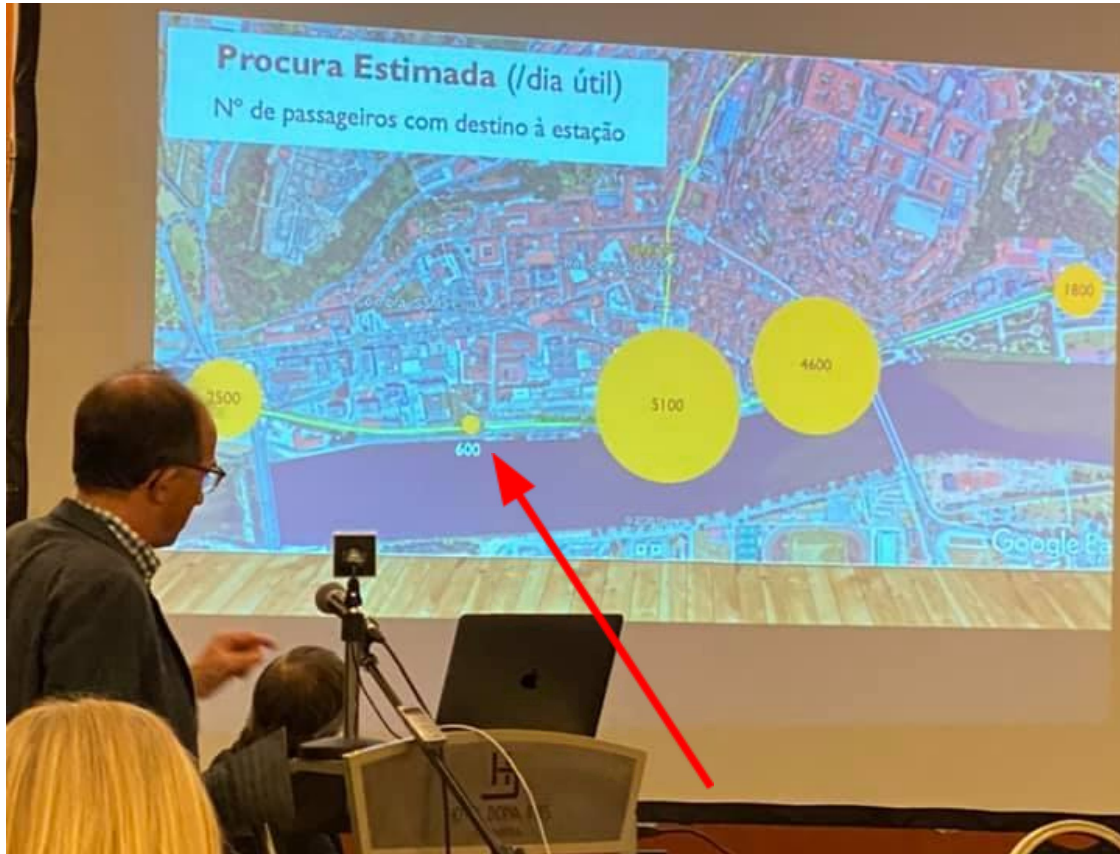 Procura Estimada (/dia útil)
Nº de passageiros com destino à estação
1800
4600
2500
5100
600
Google